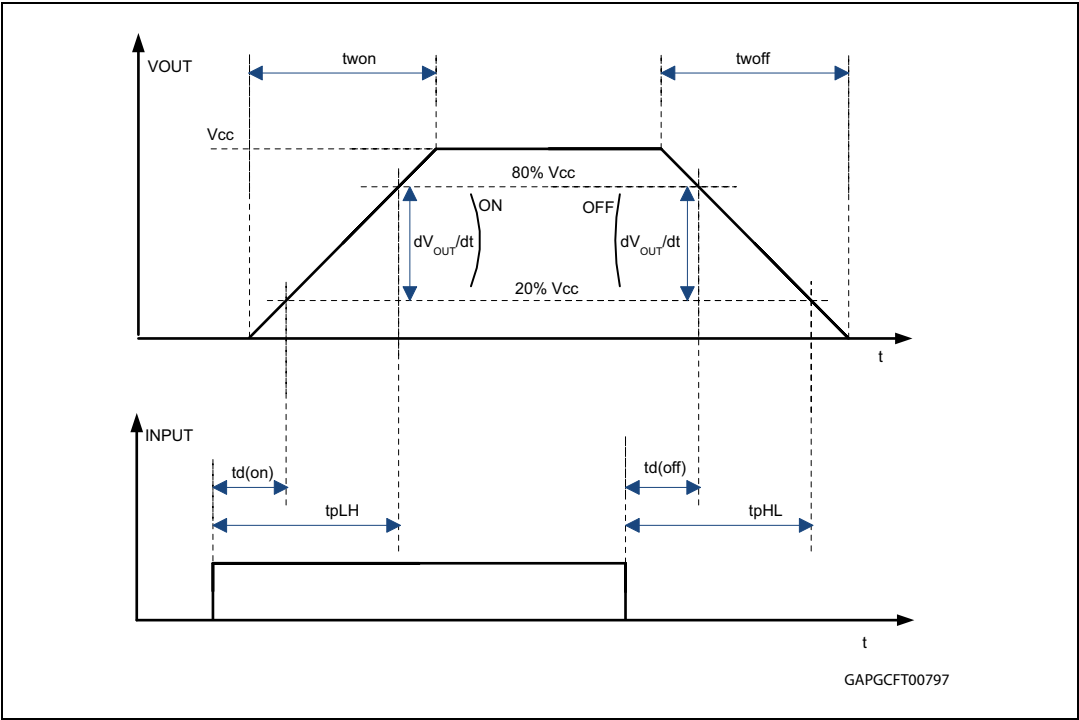 VOUT
twon
twoff
Vcc
80% Vcc
ON
OFF
dVOUT/dt
dVOUT/dt
20% Vcc
t
INPUT
td(on)
td(off)
tpLH
tpHL
t
GAPGCFT00797